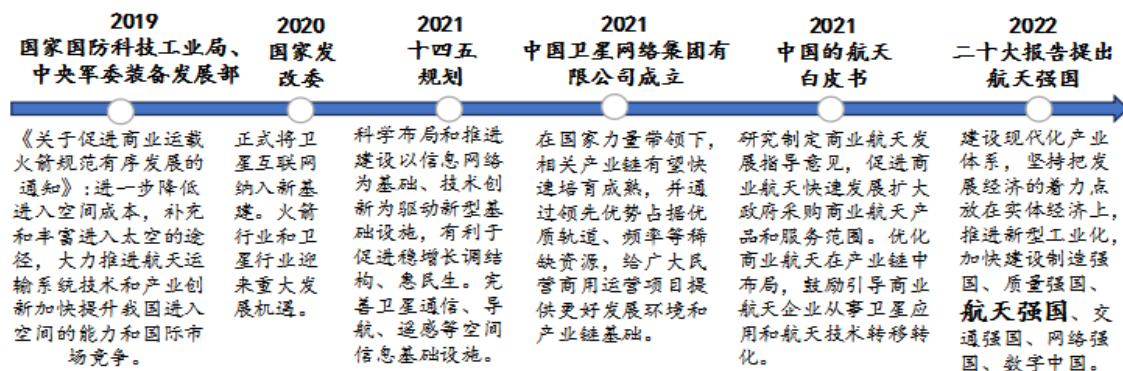 2019
国家国防科技工业局、
中央军委装备发展部
《关于促进商业运载
火箭规范有序发展的
通知》:进一步降低
进入空间成本，补充
和丰富进入太空的途
径，大力推进航天运
输系统技术和产业创
新加快提升我国进入
空间的能力和国际市
场竞争。
2020
国家发
改委
正式将卫
星互联网
纳入新基
建。火箭
行业和卫
星行业迎
来重大发
展机遇。
2021
十四五
规划
科学布局和推进
建设以信息网络
为基础、技术创
新为驱动新型基
础设施，有利于
促进稳增长调结
构、惠民生。完
善卫星通信、导
航、遥感等空间
信息基础设施。
2021
中国卫星网络集团有
限公司成立
在国家力量带领下，
相关产业链有望快
速培育成熟，并通
过领先优势占据优
质轨道、频率等稀
缺资源，给广大民
营商用运营项目提
供更好发展环境和
产业链基础。
2021
中国的航天
白皮书
研究制定商业航天发
展指导意见，促进商
业航天快速发展扩大
政府采购商业航天产
品和服务范围。优化
商业航天在产业链中
布局，鼓励引导商业
航天企业从事卫星应
用和航天技术转移转
化。
2022
二十大报告提出
航天强国
建设现代化产业
体系，坚持把发
展经济的着力点
放在实体经济上，
推进新型工业化，
加快建设制造强
国、质量强国、
航天强国、交
通强国、网络强
国、数字中国。